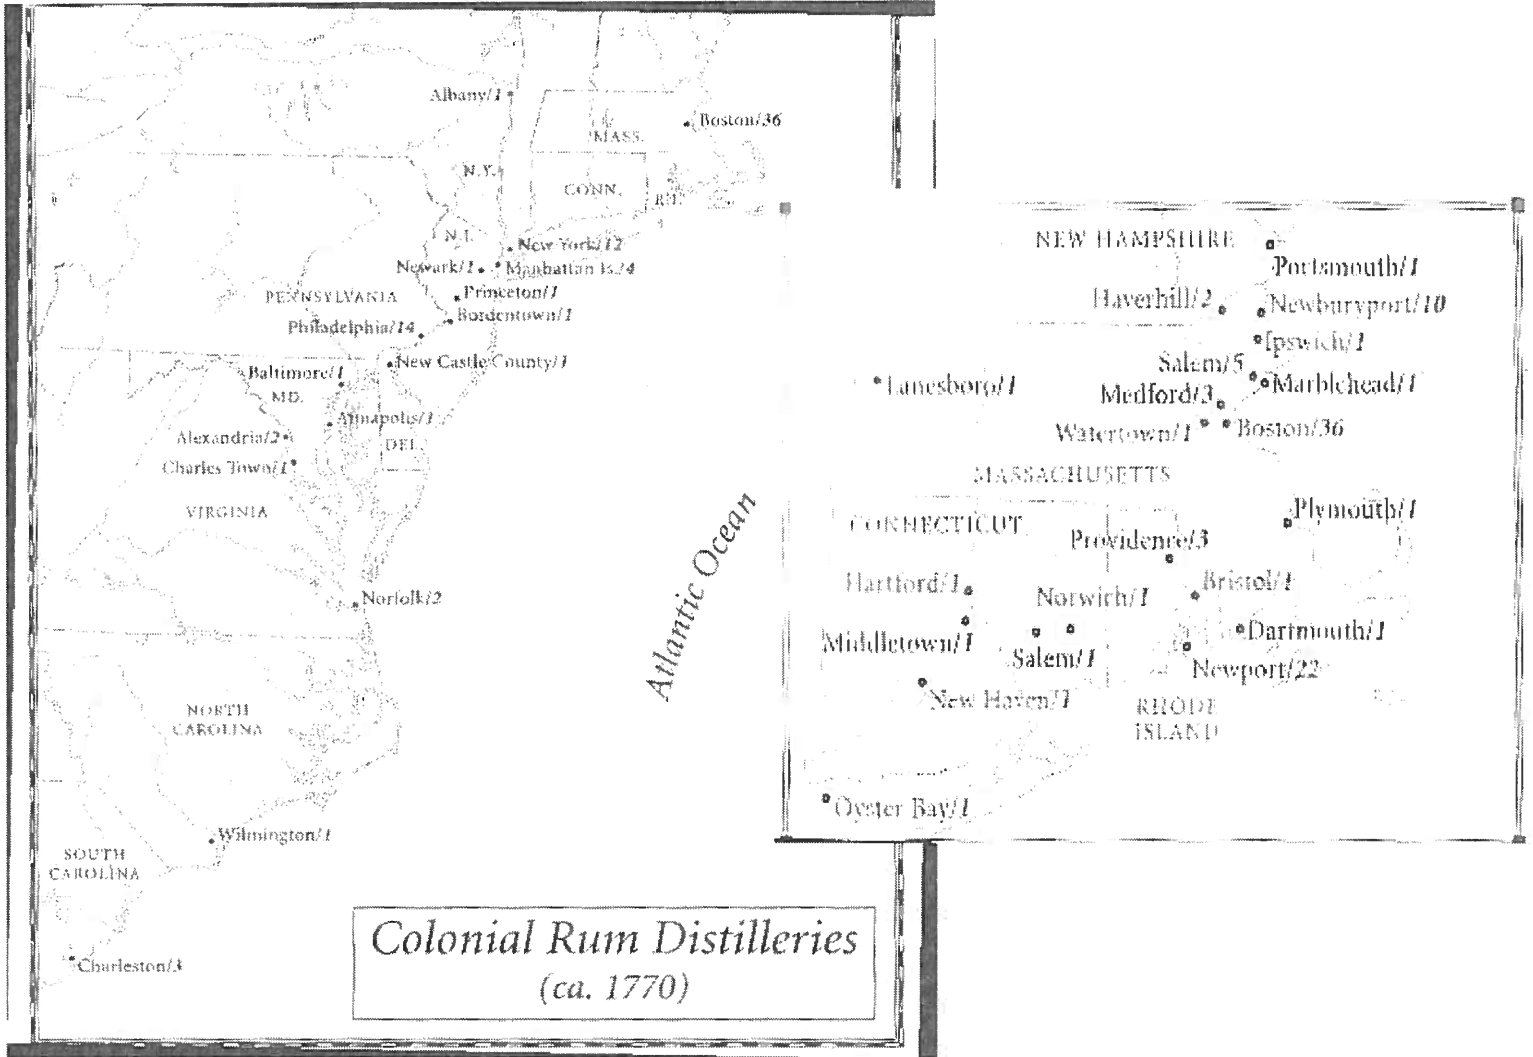 Albany/1
Boston/36
MASS.
N.Y.
CONN.
R.I.
N.J.
New York/12
Newark/1
Manhattan Is./4
Princeton/1
PENNSYLVANIA
Bordentown/1
Philadelphia/14
New Castle County/1
Baltimore/1
MD.
Annapolis/1
Alexandria/2
DEL.
Charles Town/1
VIRGINIA
Norfolk/2
NORTH
CAROLINA
Wilmington/1
SOUTH
CAROLINA
Charleston/3
Atlantic Ocean
Colonial Rum Distilleries
(ca. 1770)
NEW HAMPSHIRE
Portsmouth/1
Haverhill/2
Newburyport/10
Ipswich/1
Salem/5
Lanesboro/1
Marblehead/1
Medford/3
Watertown/1
Boston/36
MASSACHUSETTS
Plymouth/1
CONNECTICUT
Providence/3
Hartford/1
Bristol/1
Norwich/1
Dartmouth/1
Middletown/1
Salem/1
Newport/22
New Haven/1
RHODE
ISLAND
Oyster Bay/1